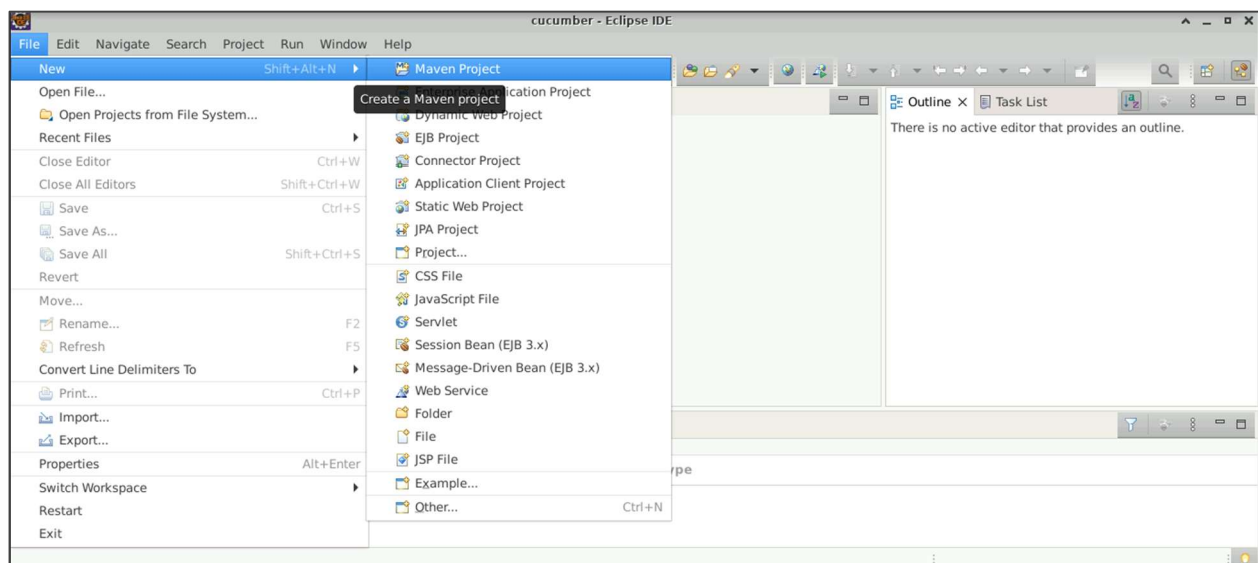 cucumber - Eclipse IDE
File Edit Navigate Search Project Run Window Help
New Shift+Alt+N
Open File...
Open Projects from File System...
Recent Files
Close Editor Ctrl+W
Close All Editors Shift+Ctrl+W
Save Ctrl+S
Save As...
Save All Shift+Ctrl+S
Revert
Move...
Rename... F2
Refresh F5
Convert Line Delimiters To
Print... Ctrl+P
Import...
Export...
Properties Alt+Enter
Switch Workspace
Restart
Exit
Maven Project
Create a Maven project
Enterprise Application Project
Dynamic Web Project
EJB Project
Connector Project
Application Client Project
Static Web Project
JPA Project
Project...
CSS File
JavaScript File
Servlet
Session Bean (EJB 3.x)
Message-Driven Bean (EJB 3.x)
Web Service
Folder
File
JSP File
Example...
Other... Ctrl+N
Outline Task List
There is no active editor that provides an outline.